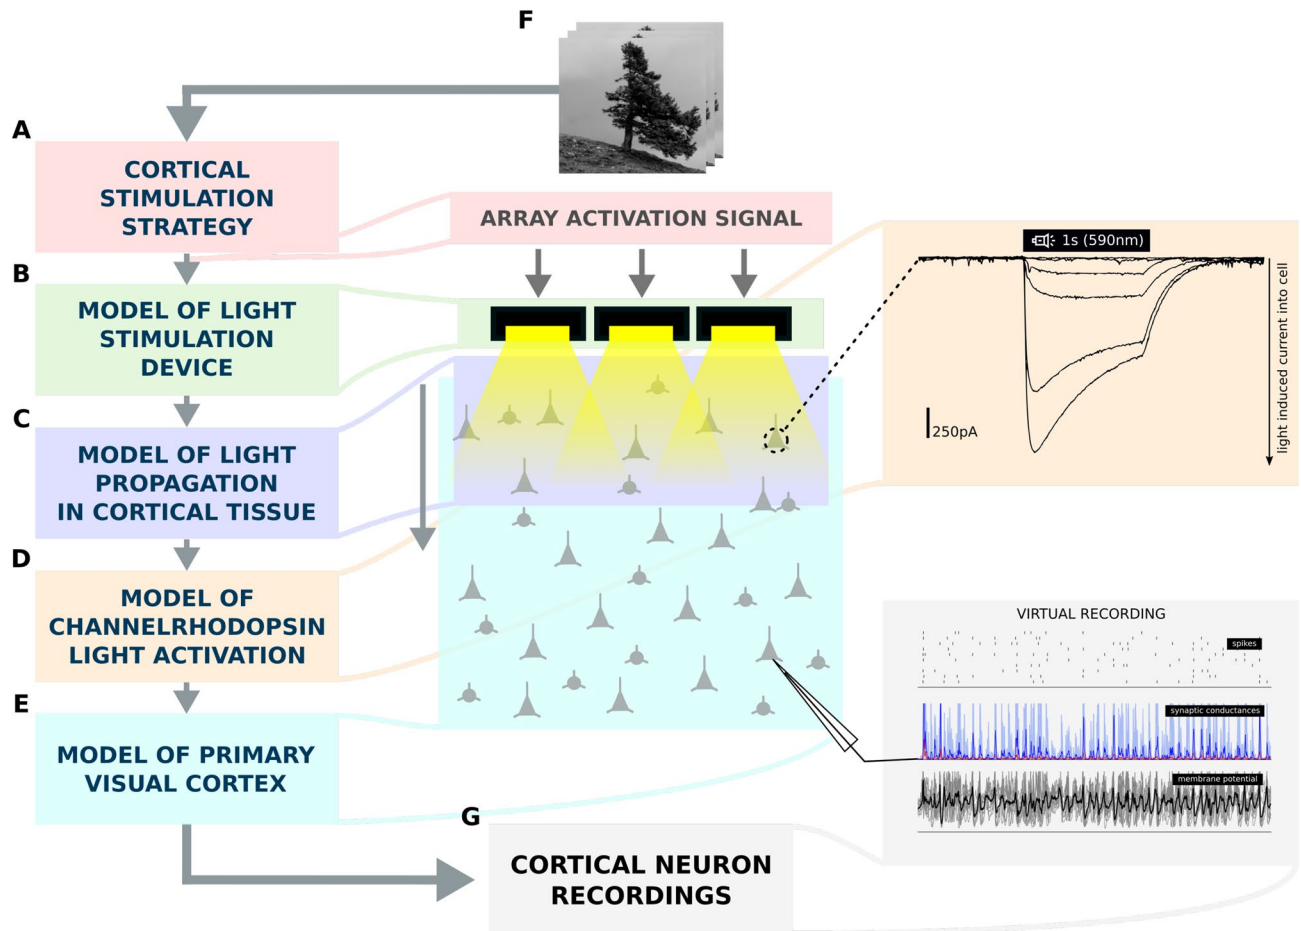 F
A
CORTICAL
STIMULATION
STRATEGY
ARRAY ACTIVATION SIGNAL
1s (590nm)
B
MODEL OF LIGHT
STIMULATION
DEVICE
light induced current into cell
250pA
C
MODEL OF LIGHT
PROPAGATION
IN CORTICAL TISSUE
D
MODEL OF
CHANNELRHODOPSIN
LIGHT ACTIVATION
VIRTUAL RECORDING
spikes
synaptic conductances
membrane potential
E
MODEL OF PRIMARY
VISUAL CORTEX
G
CORTICAL NEURON
RECORDINGS